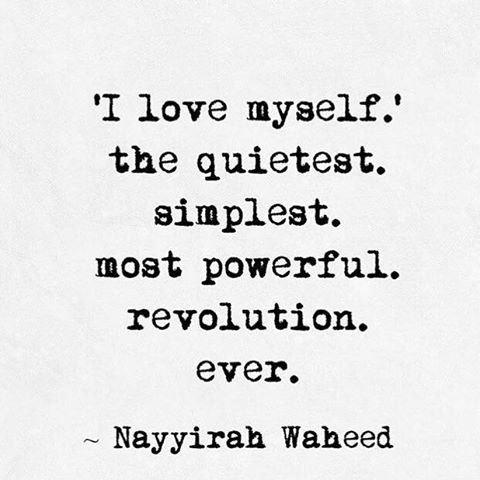 'I love myself.'
the quietest.
simplest.
most powerful.
revolution.
ever.
~ Nayyirah Waheed